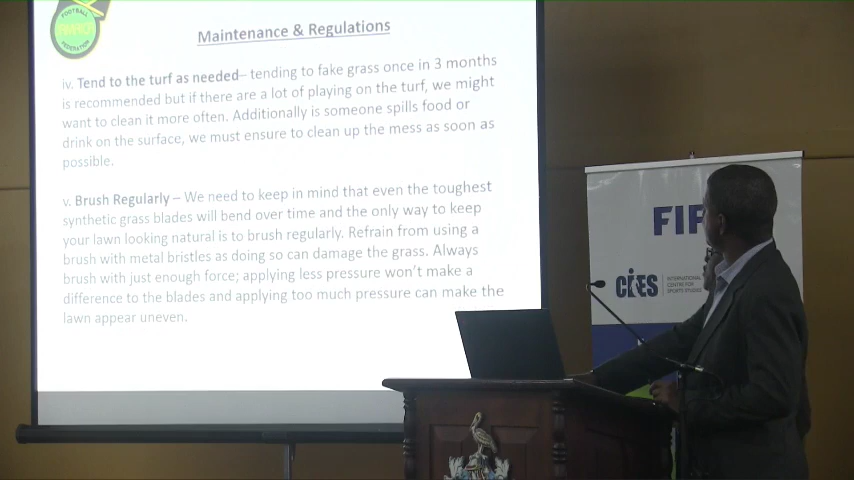 FOOTBALL
FEDERATION
Maintenance & Regulations
iv. Tend to the turf as needed– tending to fake grass once in 3 months
is recommended but if there are a lot of playing on the turf, we might
want to clean it more often. Additionally is someone spills food or
drink on the surface, we must ensure to clean up the mess as soon as
possible.
v. Brush Regularly – We need to keep in mind that even the toughest
synthetic grass blades will bend over time and the only way to keep
your lawn looking natural is to brush regularly. Refrain from using a
brush with metal bristles as doing so can damage the grass. Always
brush with just enough force; applying less pressure won't make a
difference to the blades and applying too much pressure can make the
lawn appear uneven.
FIF
CIES
INTERNATIONAL
CENTRE FOR
SPORTS STUDIES